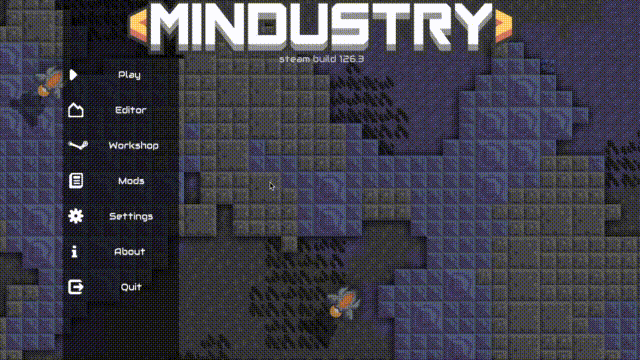 MINDUSTRY
steam build 126.3
Play
Editor
Workshop
Mods
Settings
About
Quit